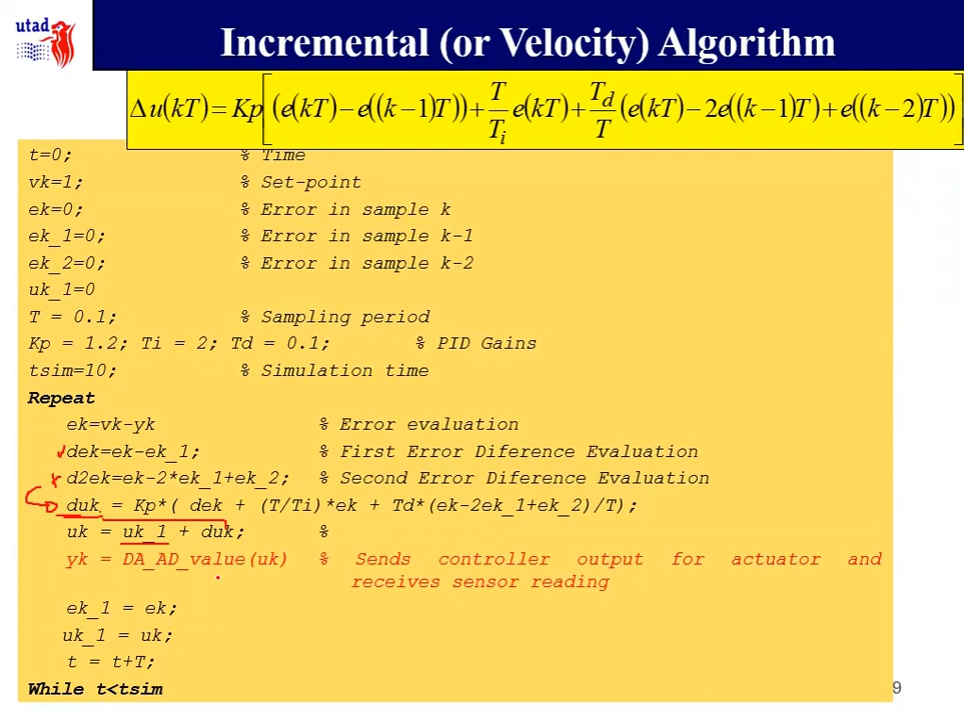 utad
Incremental (or Velocity) Algorithm
Δu(kT) = Kp[(e(kT) − e((k − 1)T)) + T/T_i e(kT) + T_d/T (e(kT) − 2e((k − 1)T) + e((k − 2)T))]
t=0; % Time
vk=1; % Set-point
ek=0; % Error in sample k
ek_1=0; % Error in sample k-1
ek_2=0; % Error in sample k-2
uk_1=0
T = 0.1; % Sampling period
Kp = 1.2; Ti = 2; Td = 0.1; % PID Gains
tsim=10; % Simulation time
Repeat
ek=vk-yk % Error evaluation
dek=ek-ek_1; % First Error Diference Evaluation
d2ek=ek-2*ek_1+ek_2; % Second Error Diference Evaluation
duk = Kp*( dek + (T/Ti)*ek + Td*(ek-2ek_1+ek_2)/T);
uk = uk_1 + duk; %
yk = DA_AD_value(uk) % Sends controller output for actuator and
receives sensor reading
ek_1 = ek;
uk_1 = uk;
t = t+T;
While t<tsim
9